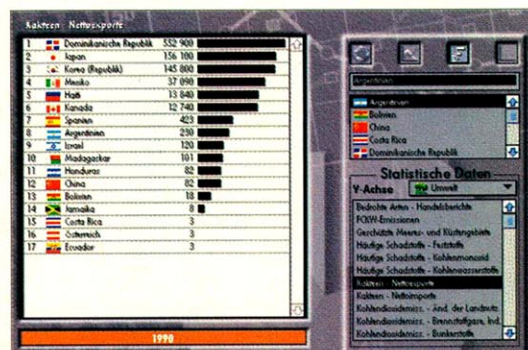 Kakteen - Nettoexporte
1 Dominikanische Republik 552 900
2 Japan 156 100
3 Korea (Republik) 145 800
4 Mexiko 37 090
5 Haiti 13 840
6 Kanada 12 740
7 Spanien 423
8 Argentinien 230
9 Israel 120
10 Madagaskar 101
11 Honduras 82
12 China 82
13 Bolivien 18
14 Jamaika 8
15 Costa Rica 3
16 Österreich 3
17 Ecuador 3
1990
Argentinien
Argentinien
Bolivien
China
Costa Rica
Dominikanische Republik
Statistische Daten
Y-Achse Umwelt
Bedrohte Arten - Handelsberichte
FCKW-Emissionen
Geschützte Meeres- und Küstengebiete
Häufige Schadstoffe - Feststoffe
Häufige Schadstoffe - Kohlenmonoxid
Häufige Schadstoffe - Kohlenwasserstoffe
Kakteen - Nettoexporte
Kakteen - Nettoimporte
Kohlendioxidemiss. - Änd. der Landnutz.
Kohlendioxidemiss. - Brennstoffgase, Ind.
Kohlendioxidemiss. - Bunkerstoffe